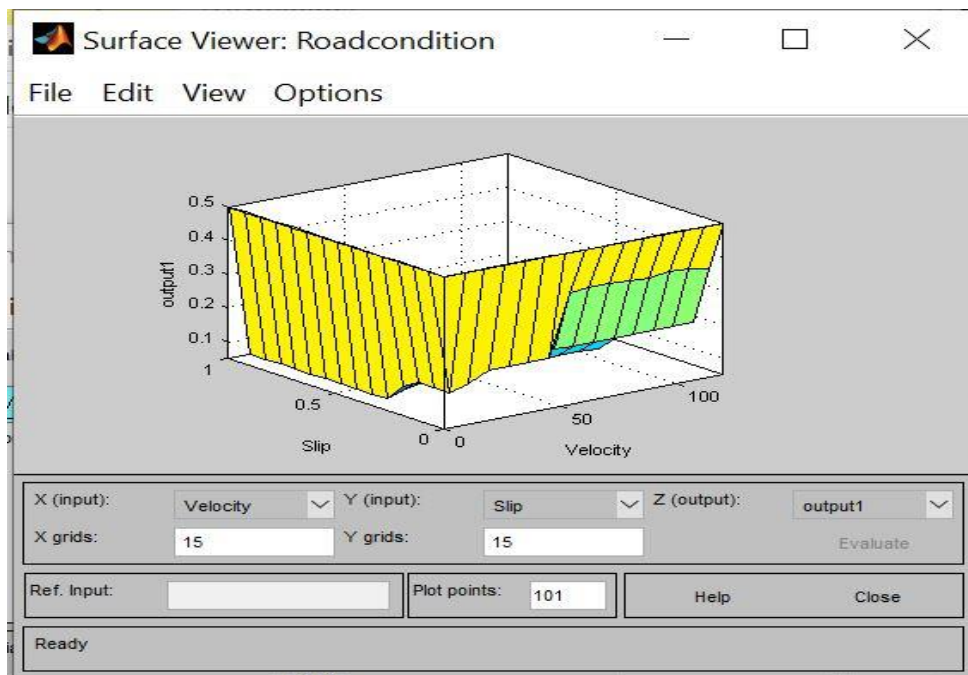 Surface Viewer: Roadcondition
File Edit View Options
0.5
0.4
0.3
0.2
0.1
output1
1
0.5
0
Slip
0
50
100
Velocity
X (input): Velocity Y (input): Slip Z (output): output1
X grids: 15 Y grids: 15 Evaluate
Ref. Input: Plot points: 101 Help Close
Ready